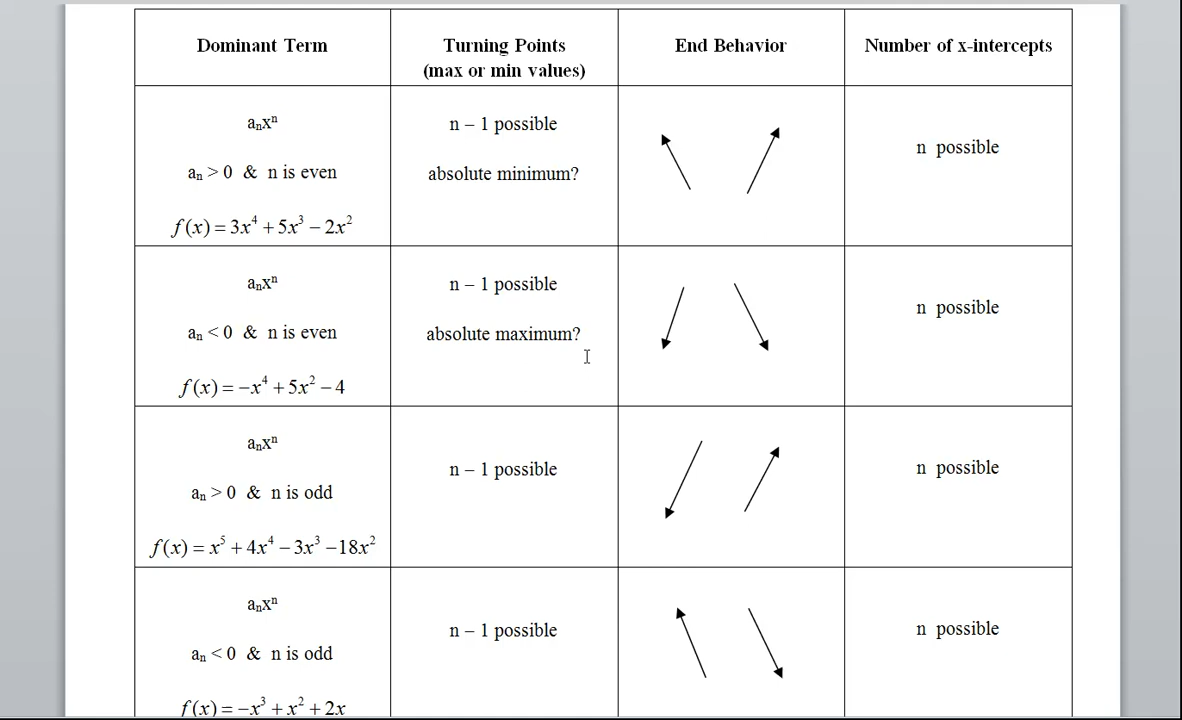 Dominant Term
Turning Points
(max or min values)
End Behavior
Number of x-intercepts
aₙxⁿ
aₙ > 0 & n is even
f(x) = 3x⁴ + 5x³ − 2x²
n – 1 possible
absolute minimum?
n possible
aₙxⁿ
aₙ < 0 & n is even
f(x) = −x⁴ + 5x² − 4
n – 1 possible
absolute maximum?
n possible
aₙxⁿ
aₙ > 0 & n is odd
f(x) = x⁵ + 4x⁴ − 3x³ − 18x²
n – 1 possible
n possible
aₙxⁿ
aₙ < 0 & n is odd
f(x) = −x³ + x² + 2x
n – 1 possible
n possible